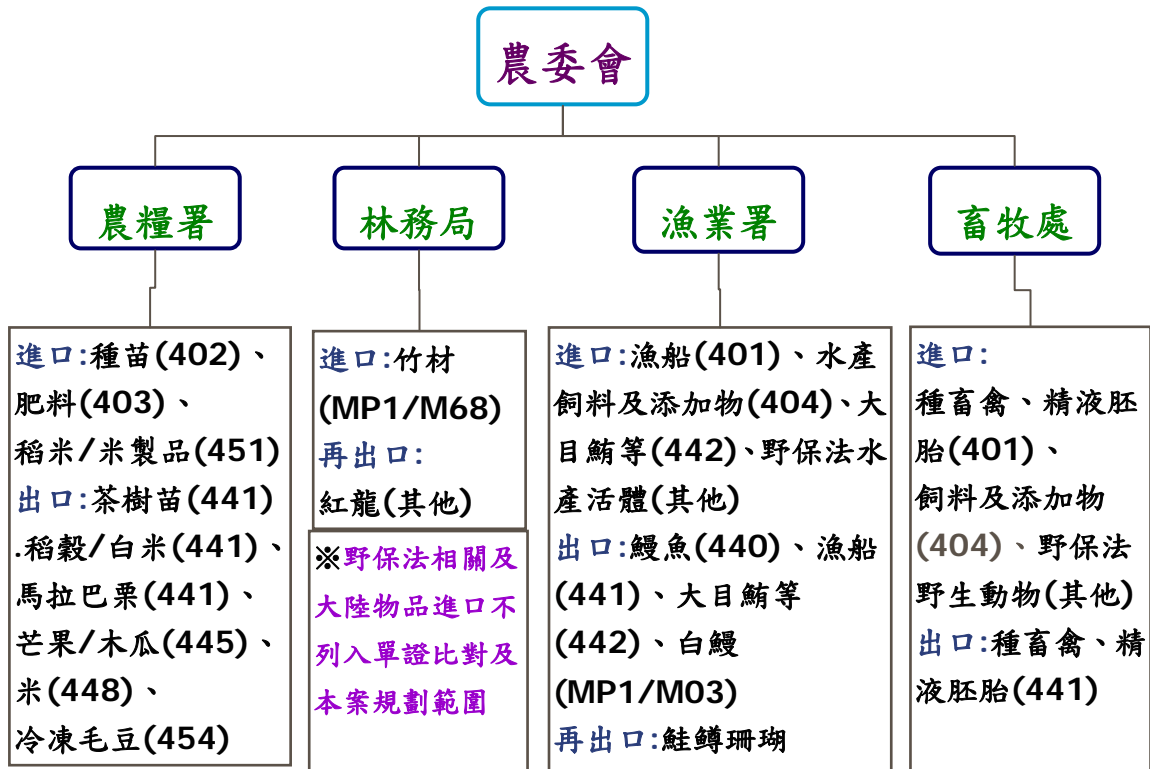 農委會
農糧署
林務局
漁業署
畜牧處
進口:種苗(402)、
肥料(403)、
稻米/米製品(451)
出口:茶樹苗(441)
.稻穀/白米(441)、
馬拉巴栗(441)、
芒果/木瓜(445)、
米(448)、
冷凍毛豆(454)
進口:竹材
(MP1/M68)
再出口:
紅龍(其他)
※野保法相關及
大陸物品進口不
列入單證比對及
本案規劃範圍
進口:漁船(401)、水產
飼料及添加物(404)、大
目鮪等(442)、野保法水
產活體(其他)
出口:鰻魚(440)、漁船
(441)、大目鮪等
(442)、白鰻
(MP1/M03)
再出口:鮭鱒珊瑚
進口:
種畜禽、精液胚
胎(401)、
飼料及添加物
(404)、野保法
野生動物(其他)
出口:種畜禽、精
液胚胎(441)